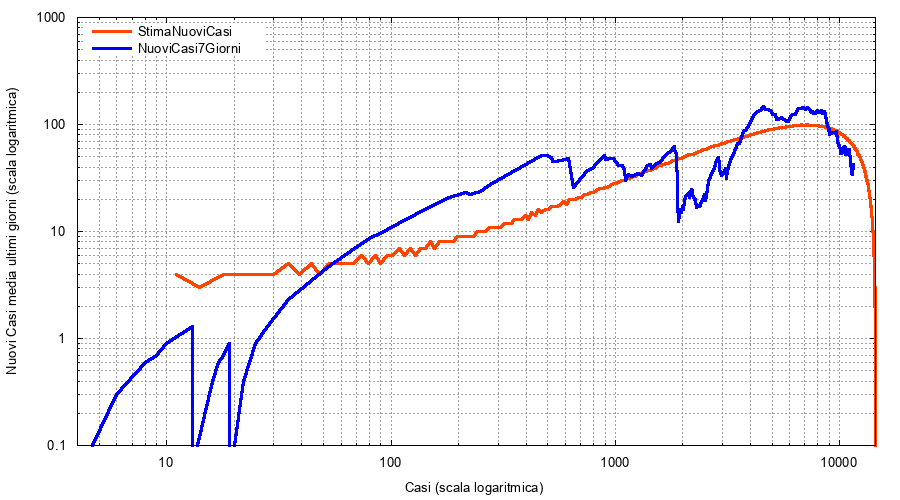 1000
StimaNuoviCasi
NuoviCasi7Giorni
100
10
1
0.1
10
100
1000
10000
Nuovi Casi media ultimi giorni (scala logaritmica)
Casi (scala logaritmica)